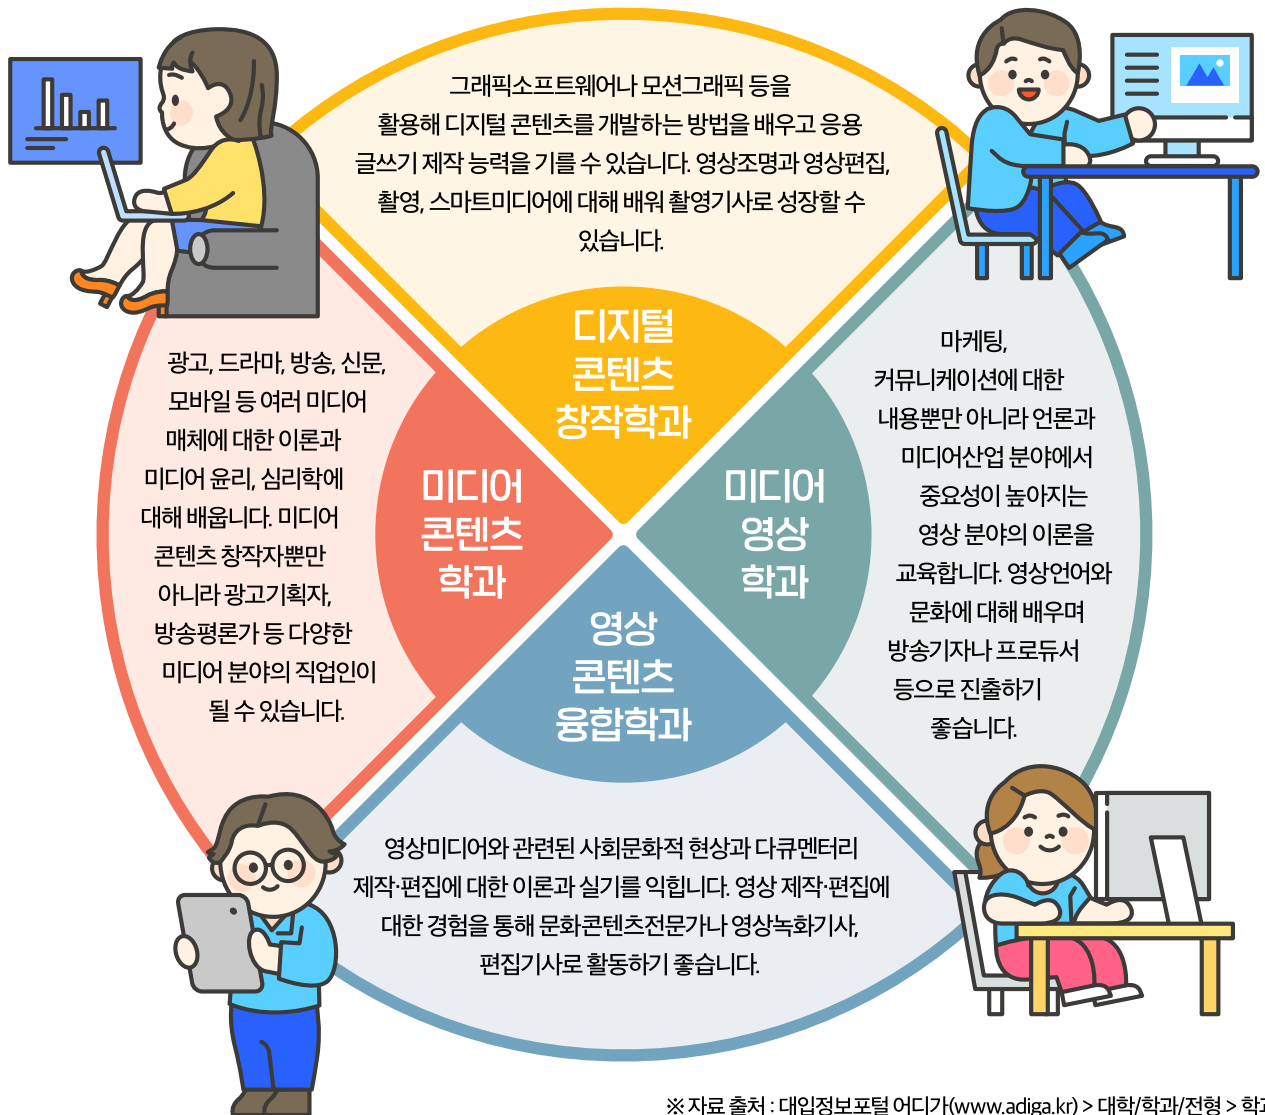 그래픽소프트웨어나 모션그래픽 등을
활용해 디지털 콘텐츠를 개발하는 방법을 배우고 응용
글쓰기 제작 능력을 기를 수 있습니다. 영상조명과 영상편집,
촬영, 스마트미디어에 대해 배워 촬영기사로 성장할 수
있습니다.
디지털
콘텐츠
창작학과
광고, 드라마, 방송, 신문,
모바일 등 여러 미디어
매체에 대한 이론과
미디어 윤리, 심리학에
대해 배웁니다. 미디어
콘텐츠 창작자뿐만
아니라 광고기획자,
방송평론가 등 다양한
미디어 분야의 직업인이
될 수 있습니다.
미디어
콘텐츠
학과
미디어
영상
학과
마케팅,
커뮤니케이션에 대한
내용뿐만 아니라 언론과
미디어산업 분야에서
중요성이 높아지는
영상 분야의 이론을
교육합니다. 영상언어와
문화에 대해 배우며
방송기자나 프로듀서
등으로 진출하기
좋습니다.
영상
콘텐츠
융합학과
영상미디어와 관련된 사회문화적 현상과 다큐멘터리
제작·편집에 대한 이론과 실기를 익힙니다. 영상 제작·편집에
대한 경험을 통해 문화콘텐츠전문가나 영상녹화기사,
편집기사로 활동하기 좋습니다.
※ 자료 출처 : 대입정보포털 어디가(www.adiga.kr) > 대학/학과/전형 > 학과